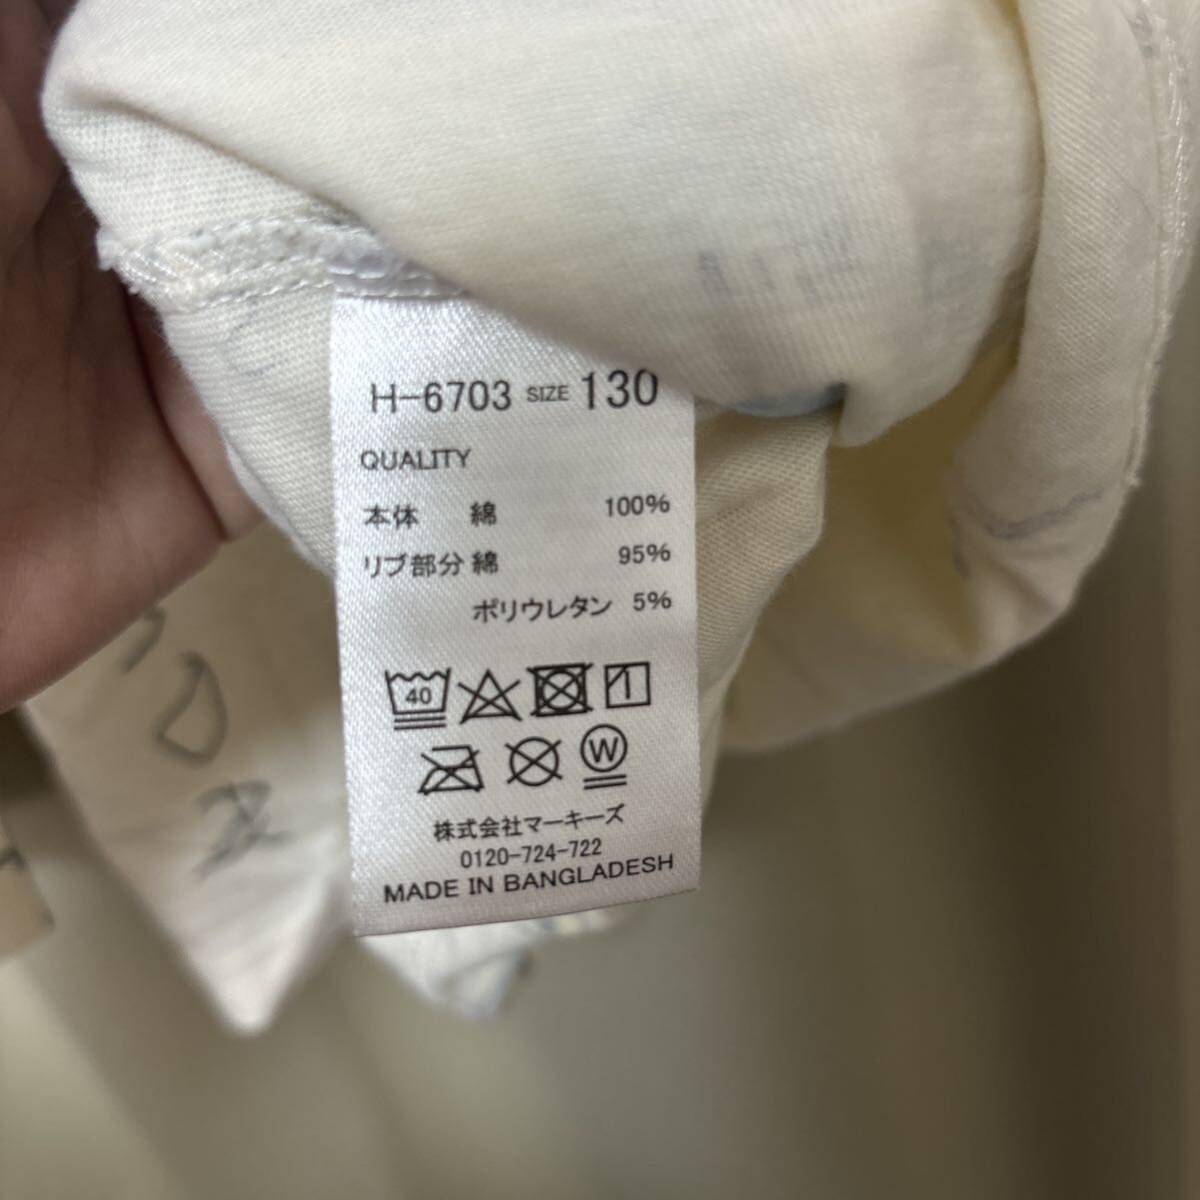 H-6703 SIZE 130
QUALITY
本体 綿 100%
リブ部分 綿 95%
ポリウレタン 5%
40
W
株式会社マーキーズ
0120-724-722
MADE IN BANGLADESH